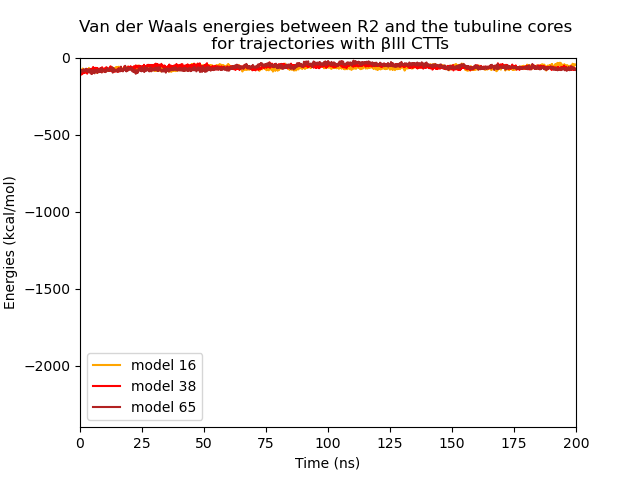 Van der Waals energies between R2 and the tubuline cores
for trajectories with βIII CTTs
Energies (kcal/mol)
0
−500
−1000
−1500
−2000
model 16
model 38
model 65
0 25 50 75 100 125 150 175 200
Time (ns)